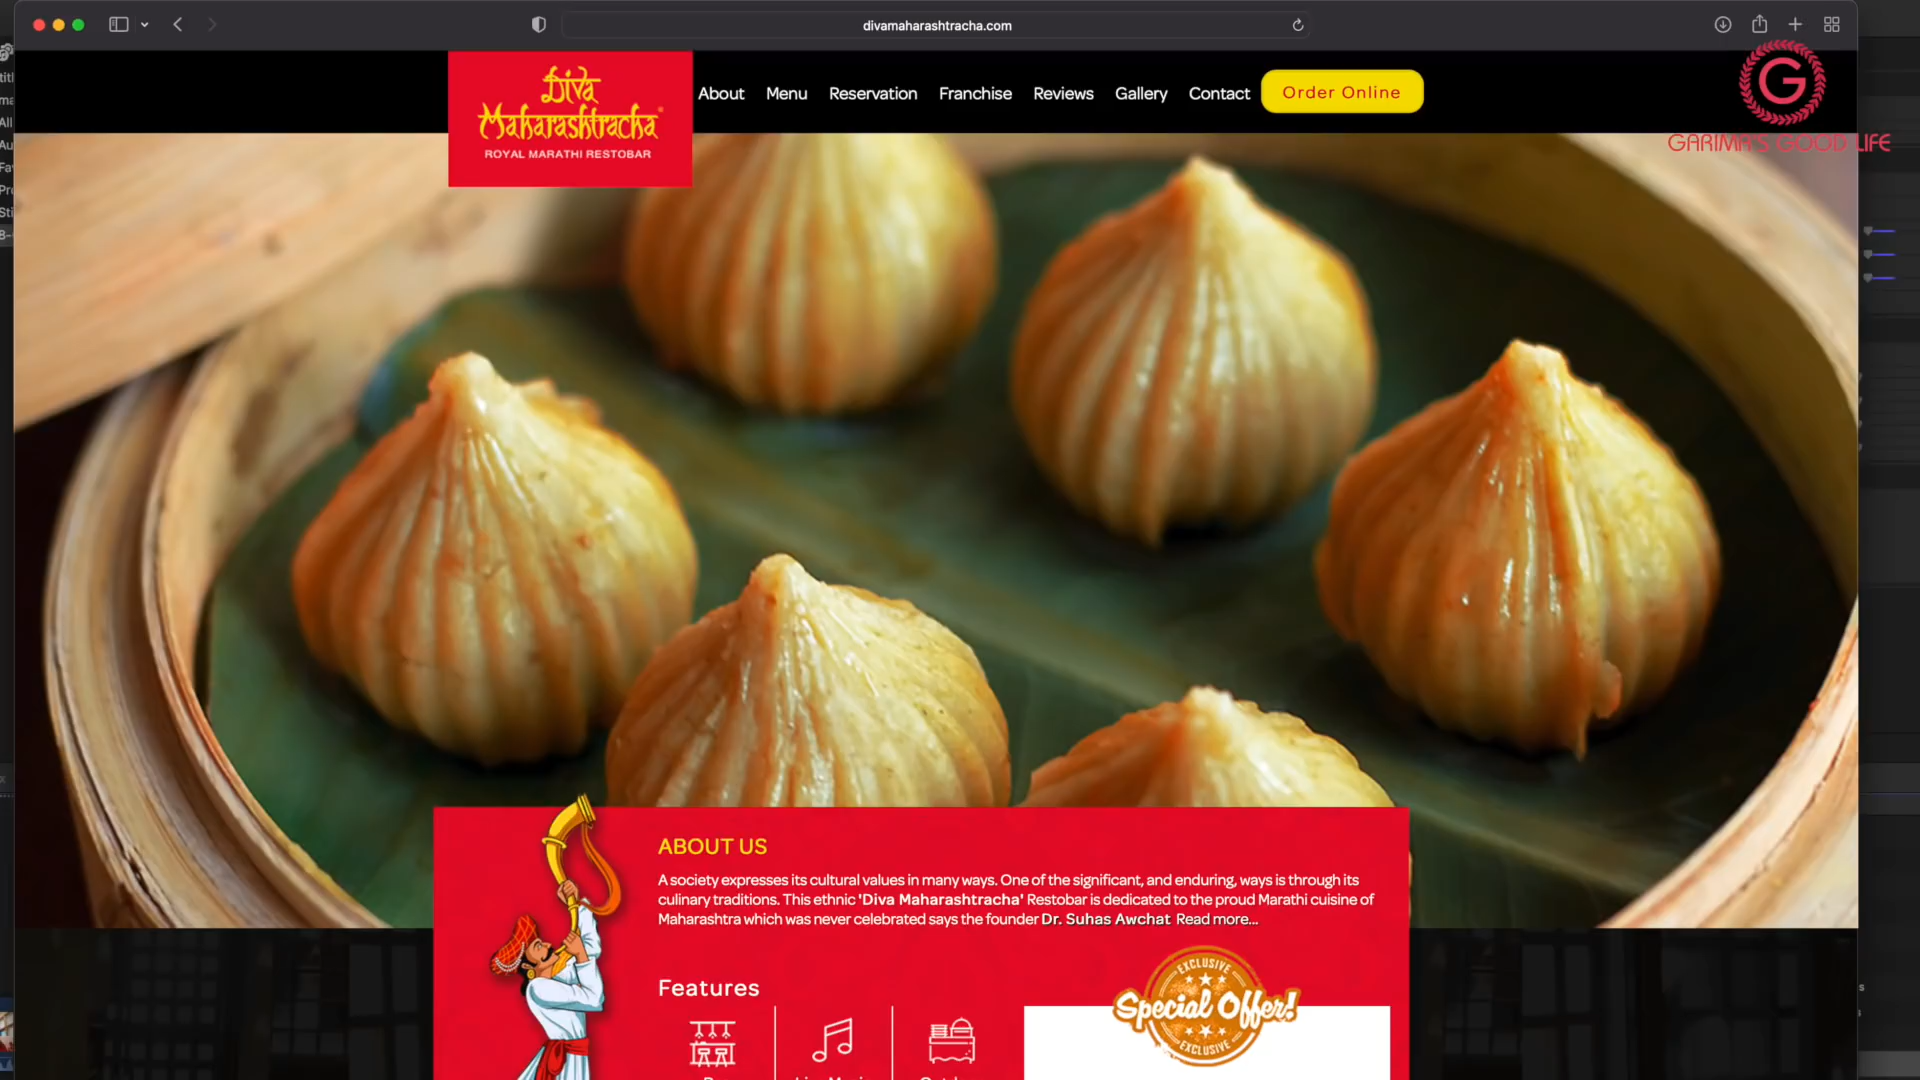 divamaharashtracha.com
Diva
Maharashtracha
ROYAL MARATHI RESTOBAR
About Menu Reservation Franchise Reviews Gallery Contact Order Online
G
GARIMA'S GOOD LIFE
ABOUT US
A society expresses its cultural values in many ways. One of the significant, and enduring, ways is through its
culinary traditions. This ethnic 'Diva Maharashtracha' Restobar is dedicated to the proud Marathi cuisine of
Maharashtra which was never celebrated says the founder Dr. Suhas Awchat Read more...
Features
EXCLUSIVE
Special Offer!
EXCLUSIVE